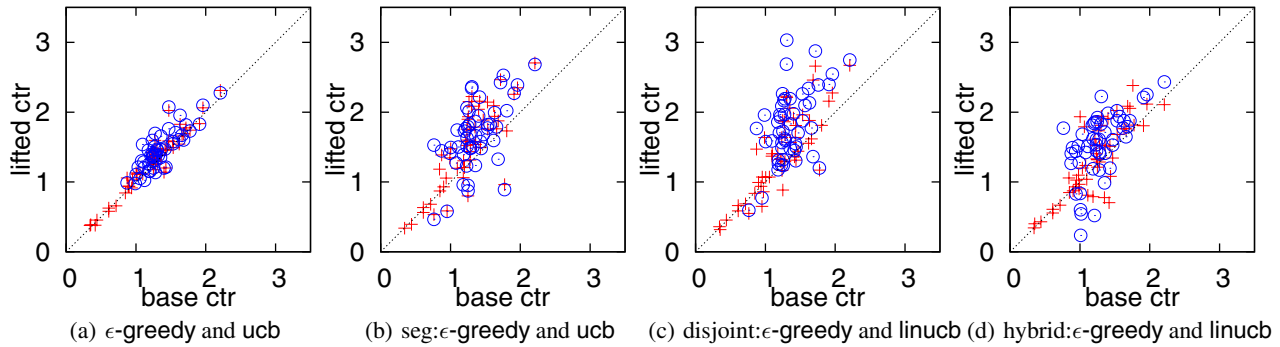 3
2
1
0
lifted ctr
0 1 2 3
base ctr
(a) ϵ-greedy and ucb
3
2
1
0
lifted ctr
0 1 2 3
base ctr
(b) seg:ϵ-greedy and ucb
3
2
1
0
lifted ctr
0 1 2 3
base ctr
(c) disjoint:ϵ-greedy and linucb
3
2
1
0
lifted ctr
0 1 2 3
base ctr
(d) hybrid:ϵ-greedy and linucb